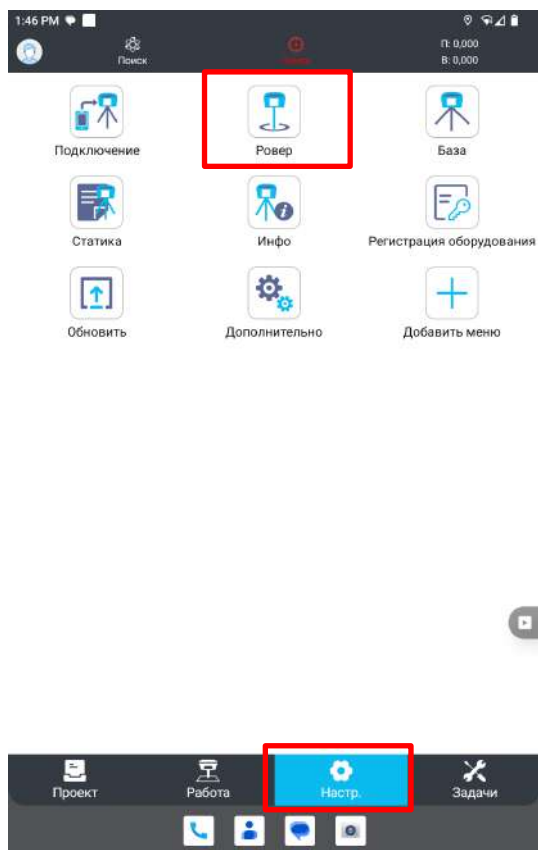 1:46 PM
П: 0,000
Поиск
В: 0,000
Подключение
Ровер
База
Статика
Инфо
Регистрация оборудования
Обновить
Дополнительно
Добавить меню
Проект
Работа
Настр.
Задачи